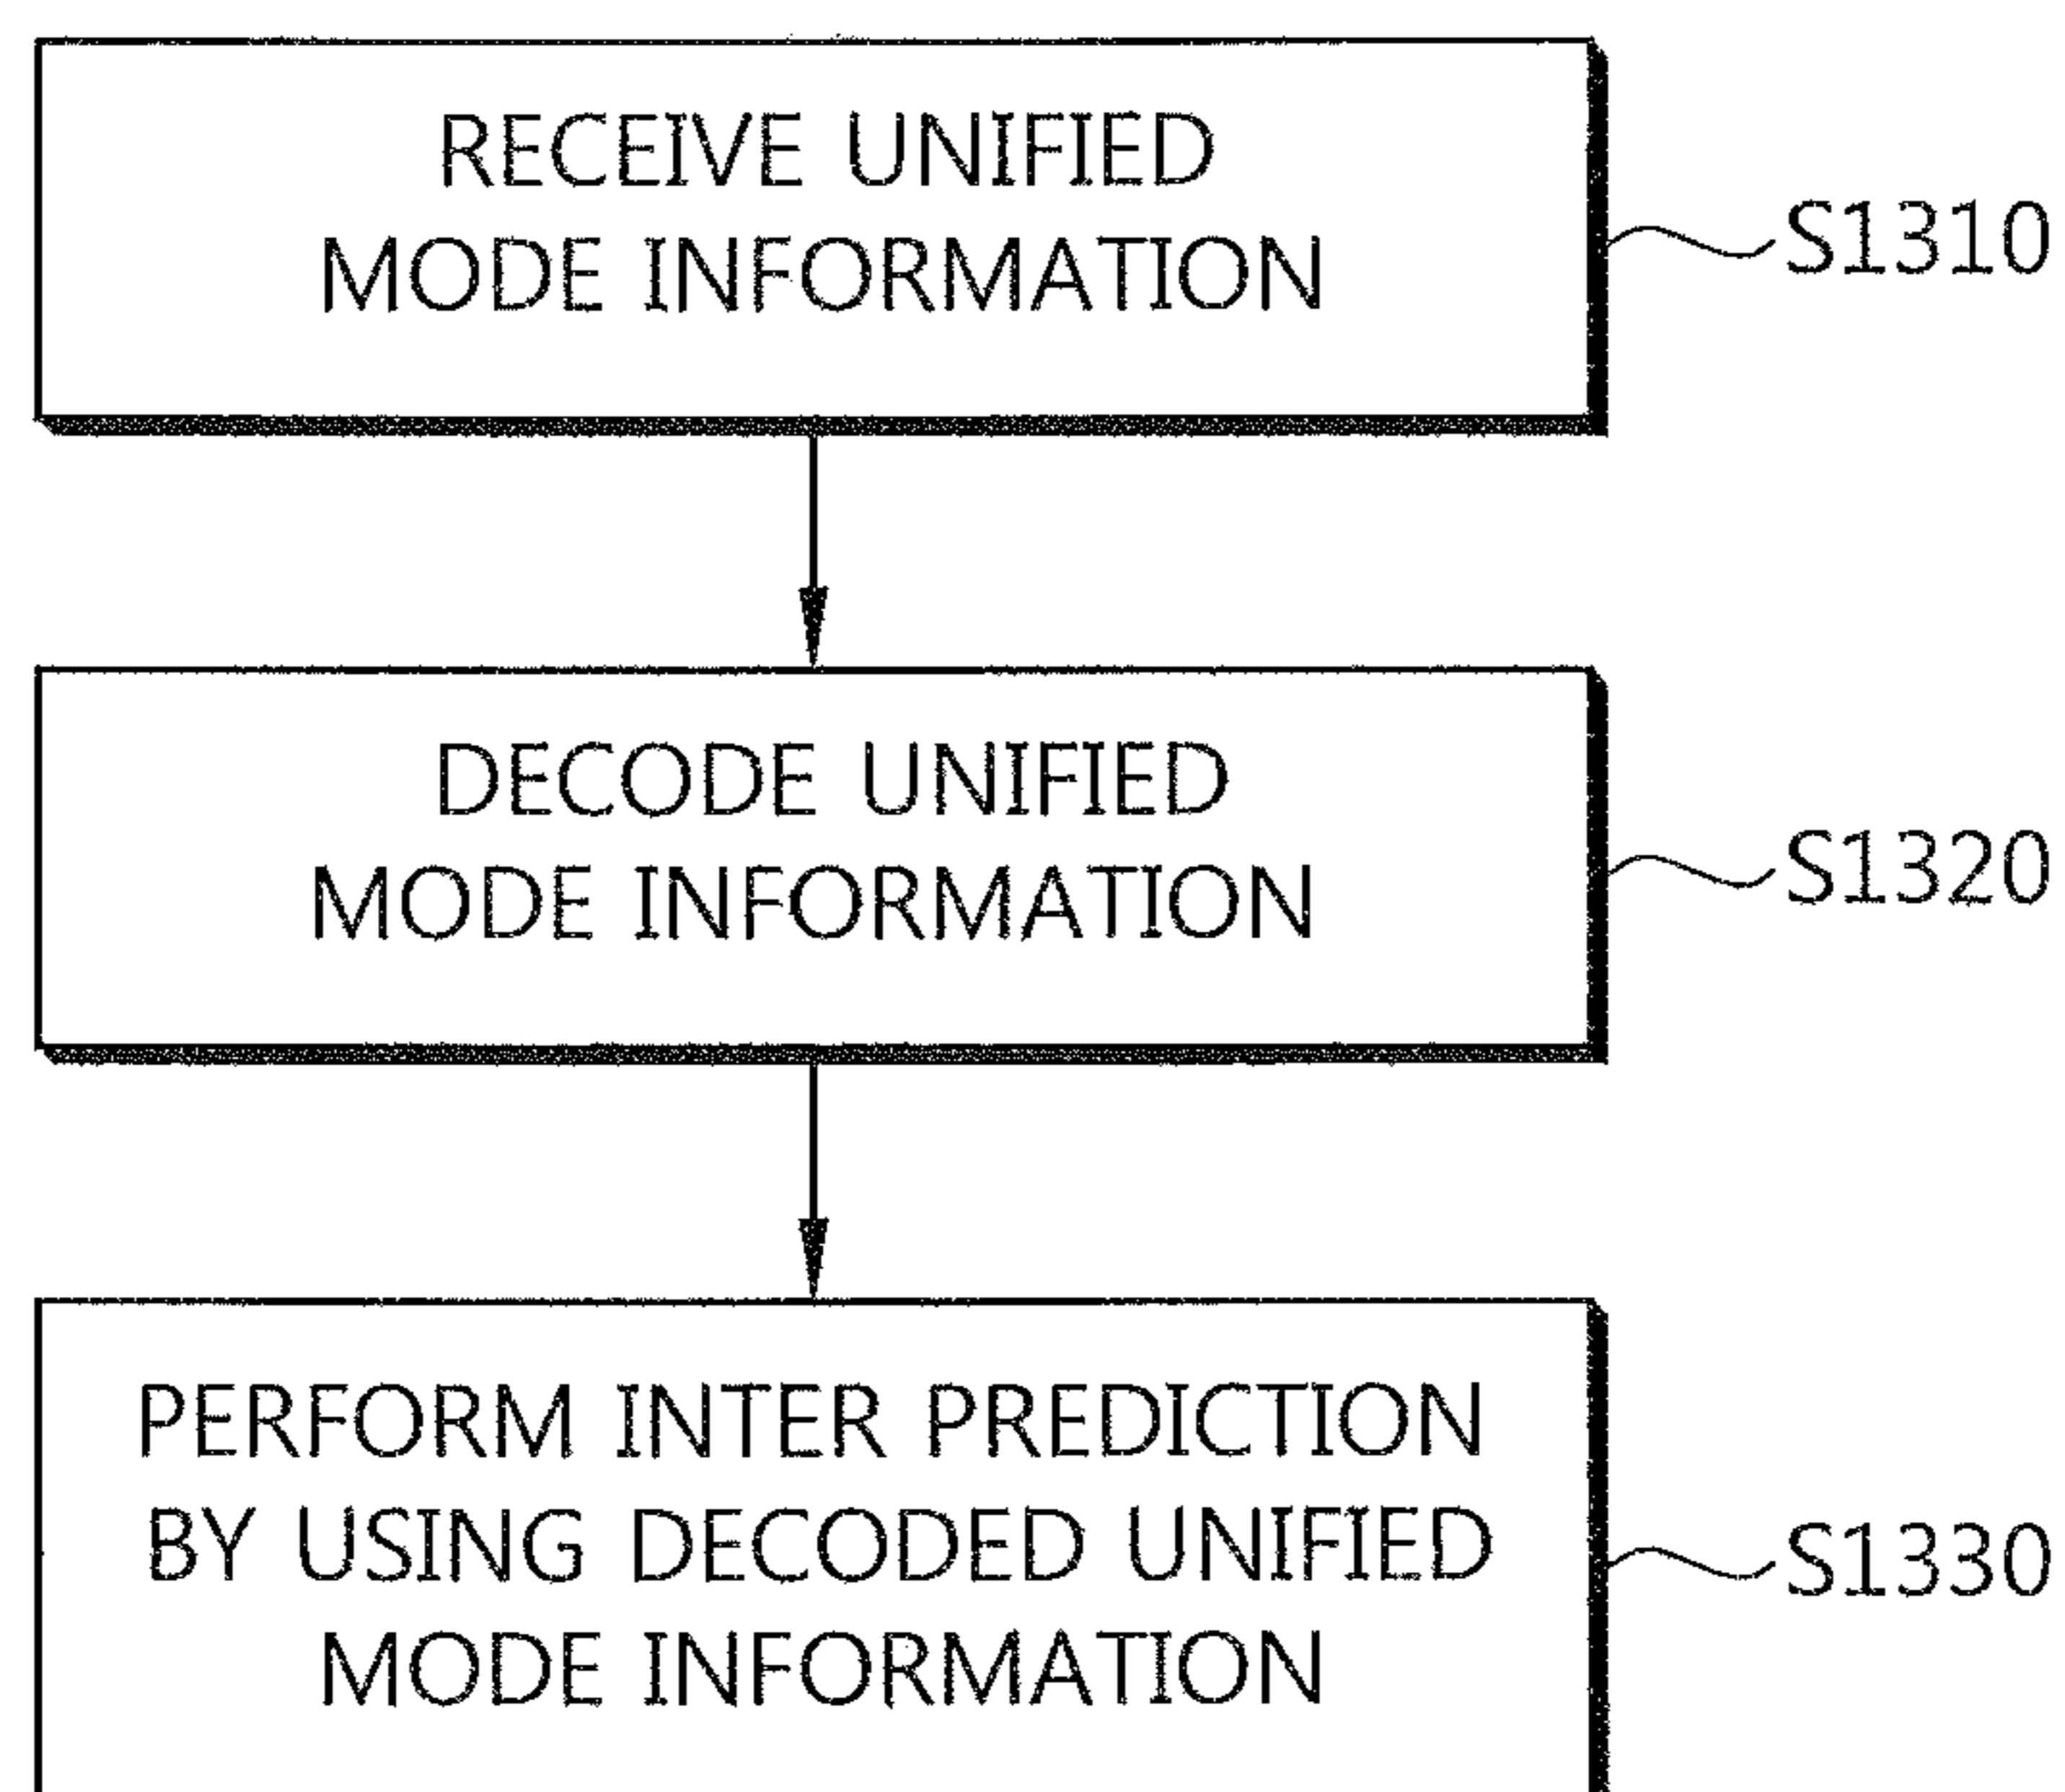 RECEIVE UNIFIED
MODE INFORMATION
S1310
DECODE UNIFIED
MODE INFORMATION
S1320
PERFORM INTER PREDICTION
BY USING DECODED UNIFIED
MODE INFORMATION
S1330